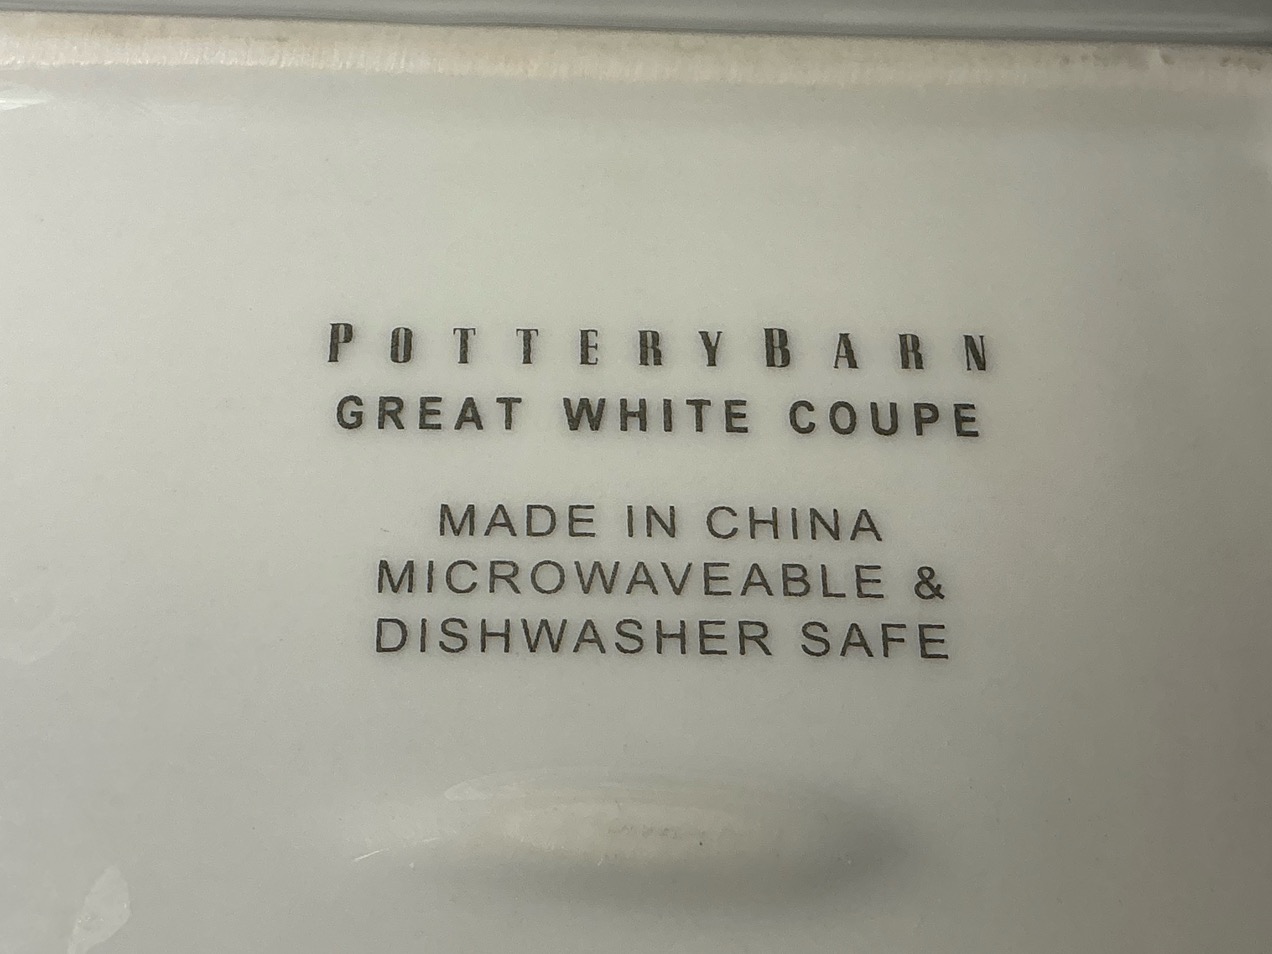 POTTERYBARN
GREAT WHITE COUPE
MADE IN CHINA
MICROWAVEABLE &
DISHWASHER SAFE